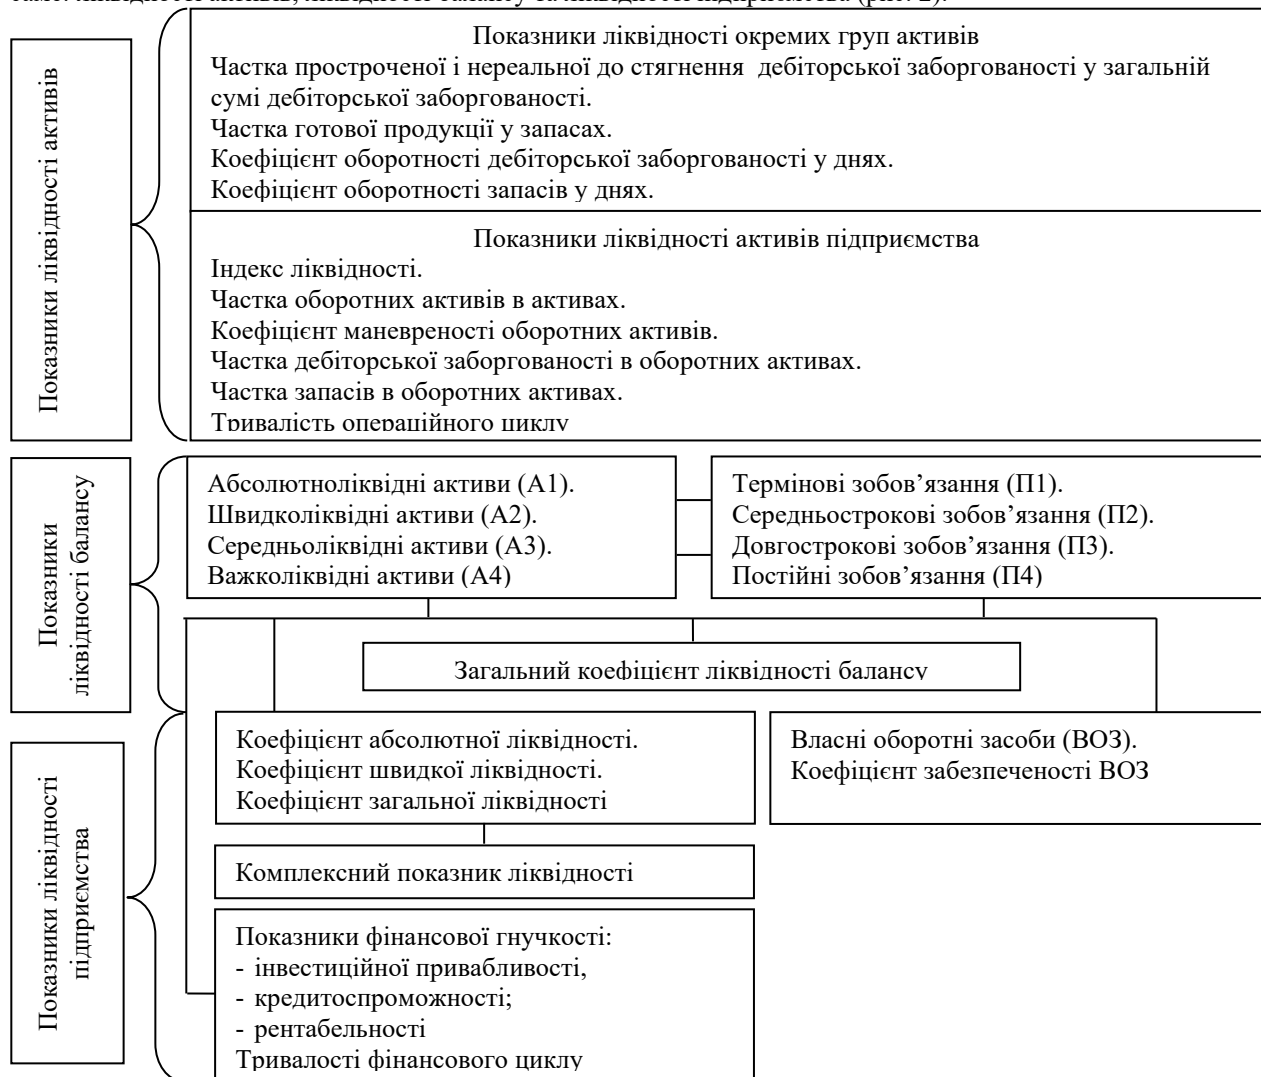 Показники ліквідності активів
Показники ліквідності окремих груп активів
Частка простроченої і нереальної до стягнення дебіторської заборгованості у загальній
сумі дебіторської заборгованості.
Частка готової продукції у запасах.
Коефіцієнт оборотності дебіторської заборгованості у днях.
Коефіцієнт оборотності запасів у днях.
Показники ліквідності активів підприємства
Індекс ліквідності.
Частка оборотних активів в активах.
Коефіцієнт маневреності оборотних активів.
Частка дебіторської заборгованості в оборотних активах.
Частка запасів в оборотних активах.
Тривалість операційного циклу
Показники
ліквідності балансу
Абсолютноліквідні активи (А1).
Швидколіквідні активи (А2).
Середньоліквідні активи (А3).
Важколіквідні активи (А4)
Термінові зобов’язання (П1).
Середньострокові зобов’язання (П2).
Довгострокові зобов’язання (П3).
Постійні зобов’язання (П4)
Загальний коефіцієнт ліквідності балансу
Показники ліквідності
підприємства
Коефіцієнт абсолютної ліквідності.
Коефіцієнт швидкої ліквідності.
Коефіцієнт загальної ліквідності
Власні оборотні засоби (ВОЗ).
Коефіцієнт забезпеченості ВОЗ
Комплексний показник ліквідності
Показники фінансової гнучкості:
- інвестиційної привабливості,
- кредитоспроможності;
- рентабельності
Тривалості фінансового циклу